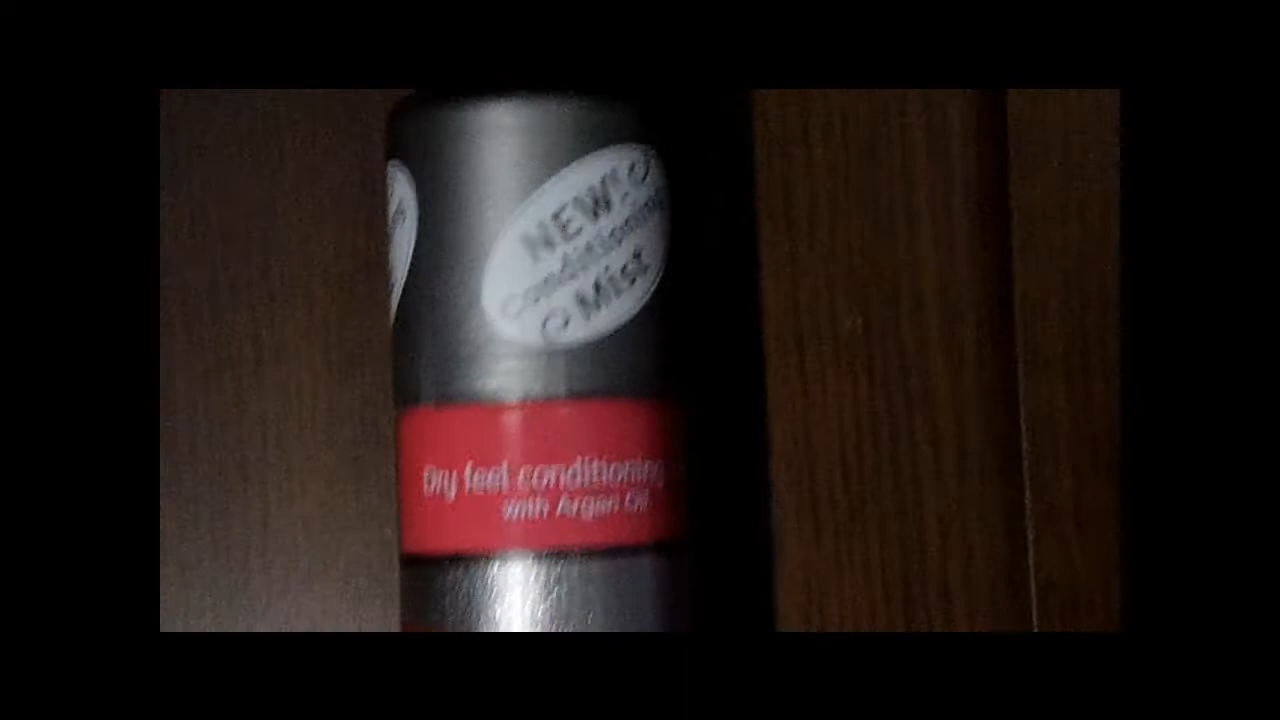 NEW!
Conditioning
Mist
Dry feel conditioning
with Argan Oil